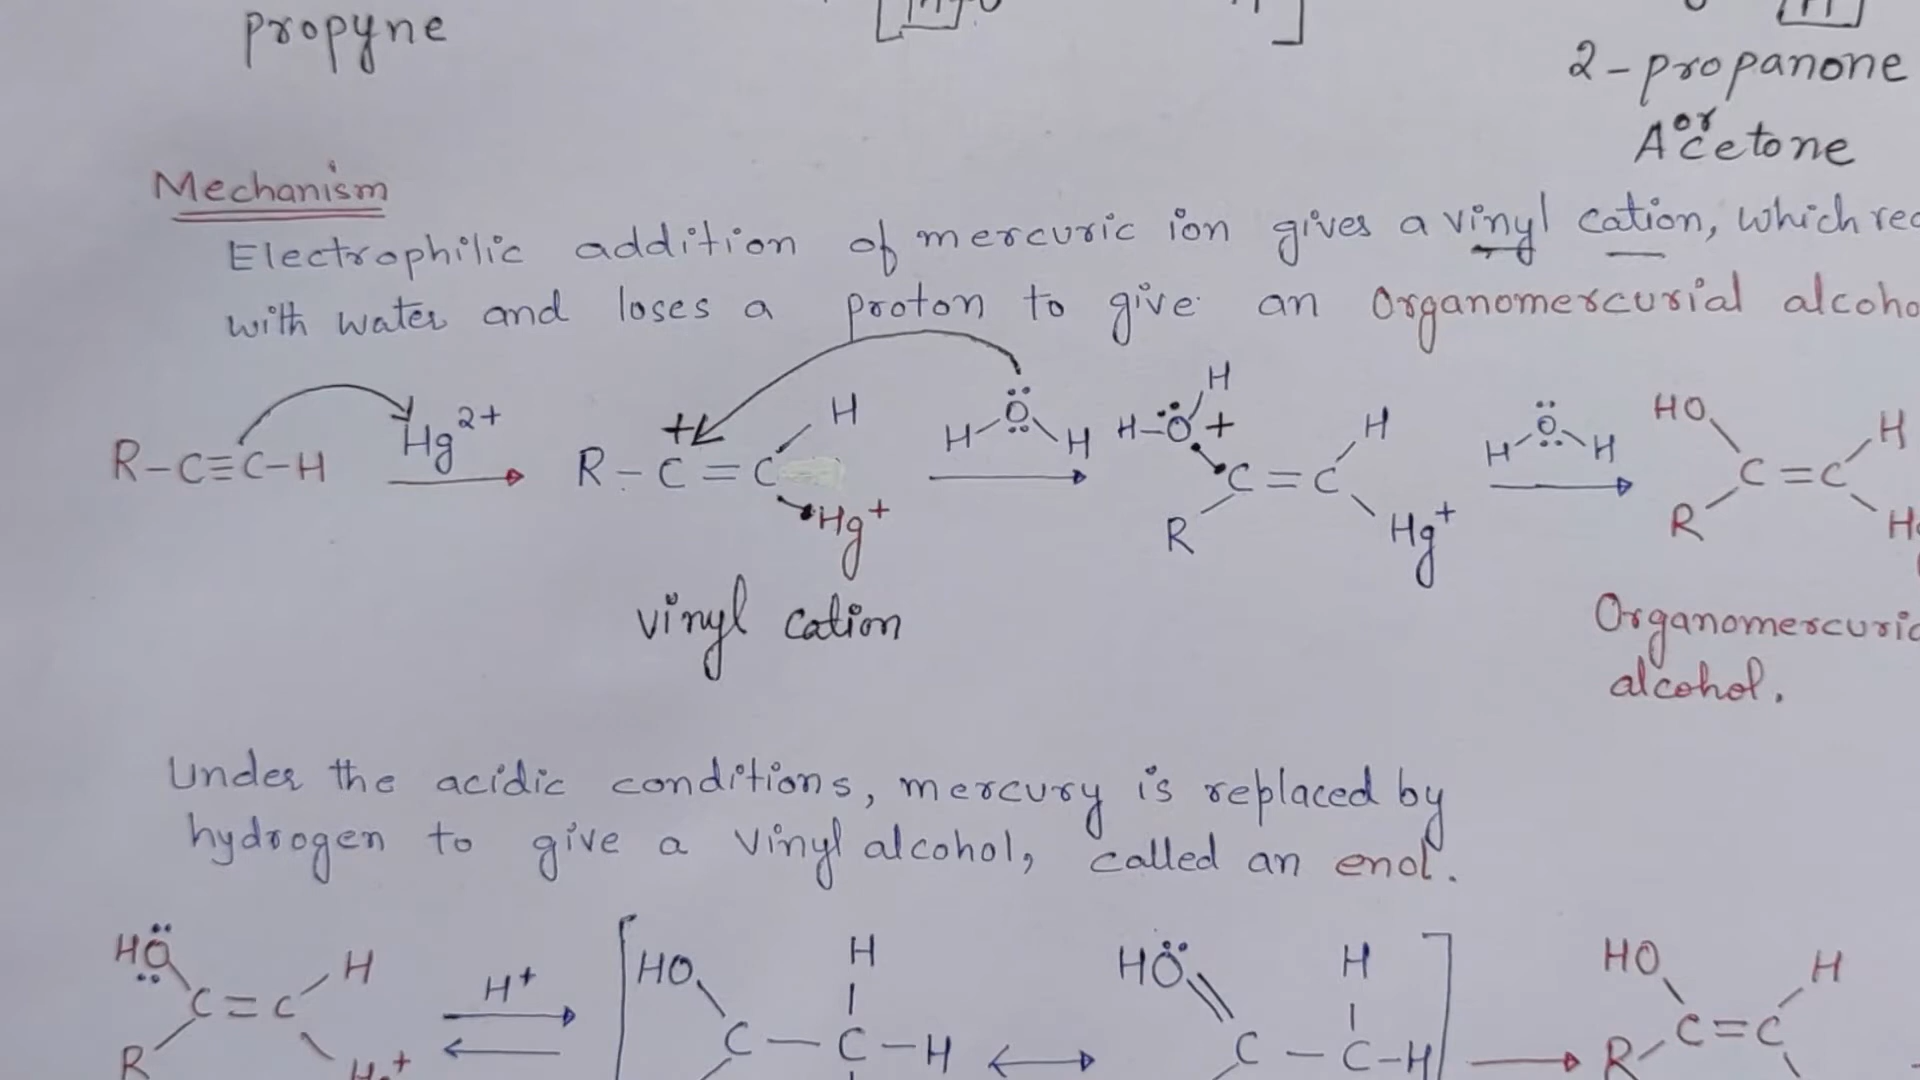 propyne
2-propanone
or
Acetone
Mechanism
Electrophilic addition of mercuric ion gives a vinyl cation, which rea
with water and loses a proton to give an Organomercurial alcoho
R-C≡C-H Hg²⁺ R-C=C H Hg⁺ + H-Ö-H H-Ö H + C=C H R Hg⁺ H-Ö-H HO C=C H R H
vinyl cation
Organomercuric
alcohol.
Under the acidic conditions, mercury is replaced by
hydrogen to give a vinyl alcohol, called an enol.
HÖ C=C H R H⁺ HO C-C-H H HÖ C-C-H H HO C=C H R